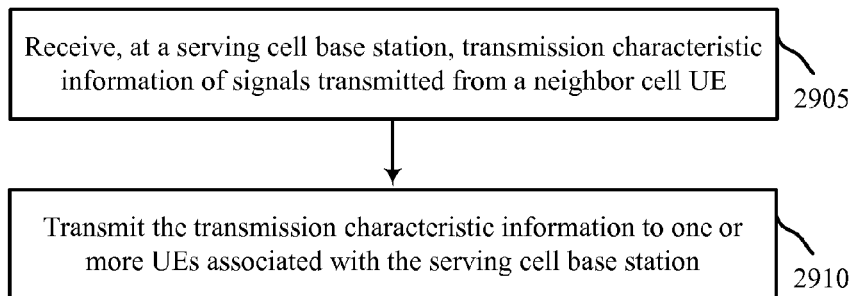 Receive, at a serving cell base station, transmission characteristic
information of signals transmitted from a neighbor cell UE
2905
Transmit the transmission characteristic information to one or
more UEs associated with the serving cell base station
2910